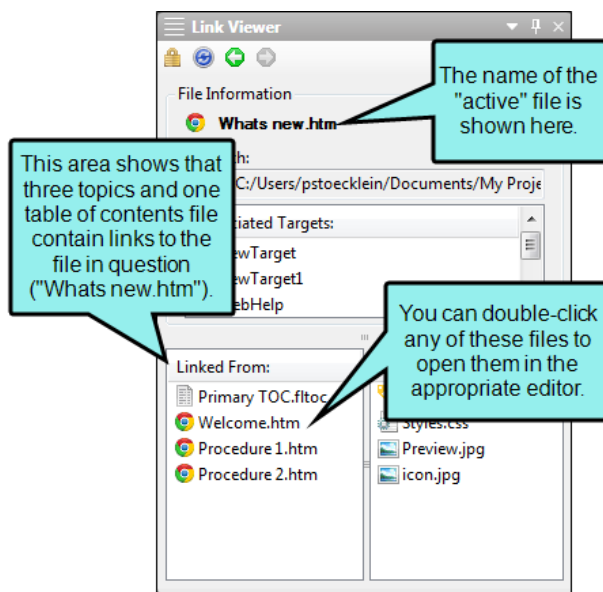 Link Viewer
File Information
Whats new.htm
The name of the
"active" file is
shown here.
This area shows that
three topics and one
table of contents file
contain links to the
file in question
("Whats new.htm").
C:/Users/pstoecklein/Documents/My Proje
Targets:
You can double-click
any of these files to
open them in the
appropriate editor.
Linked From:
Primary TOC.fltoc
Welcome.htm
Procedure 1.htm
Procedure 2.htm
Styles.css
Preview.jpg
icon.jpg